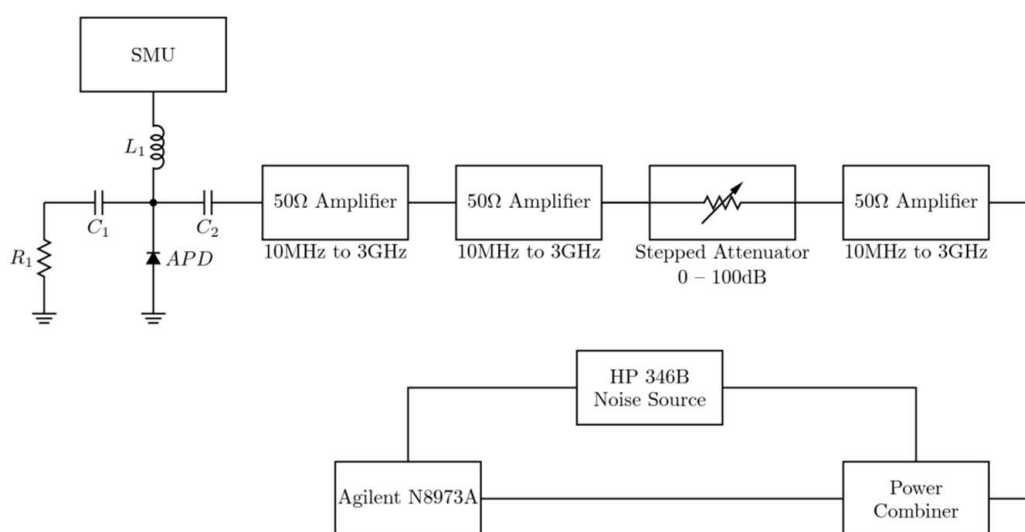 SMU
L₁
50Ω Amplifier
50Ω Amplifier
50Ω Amplifier
C₁
C₂
R₁
APD
10MHz to 3GHz
10MHz to 3GHz
Stepped Attenuator
0 – 100dB
10MHz to 3GHz
HP 346B
Noise Source
Agilent N8973A
Power
Combiner